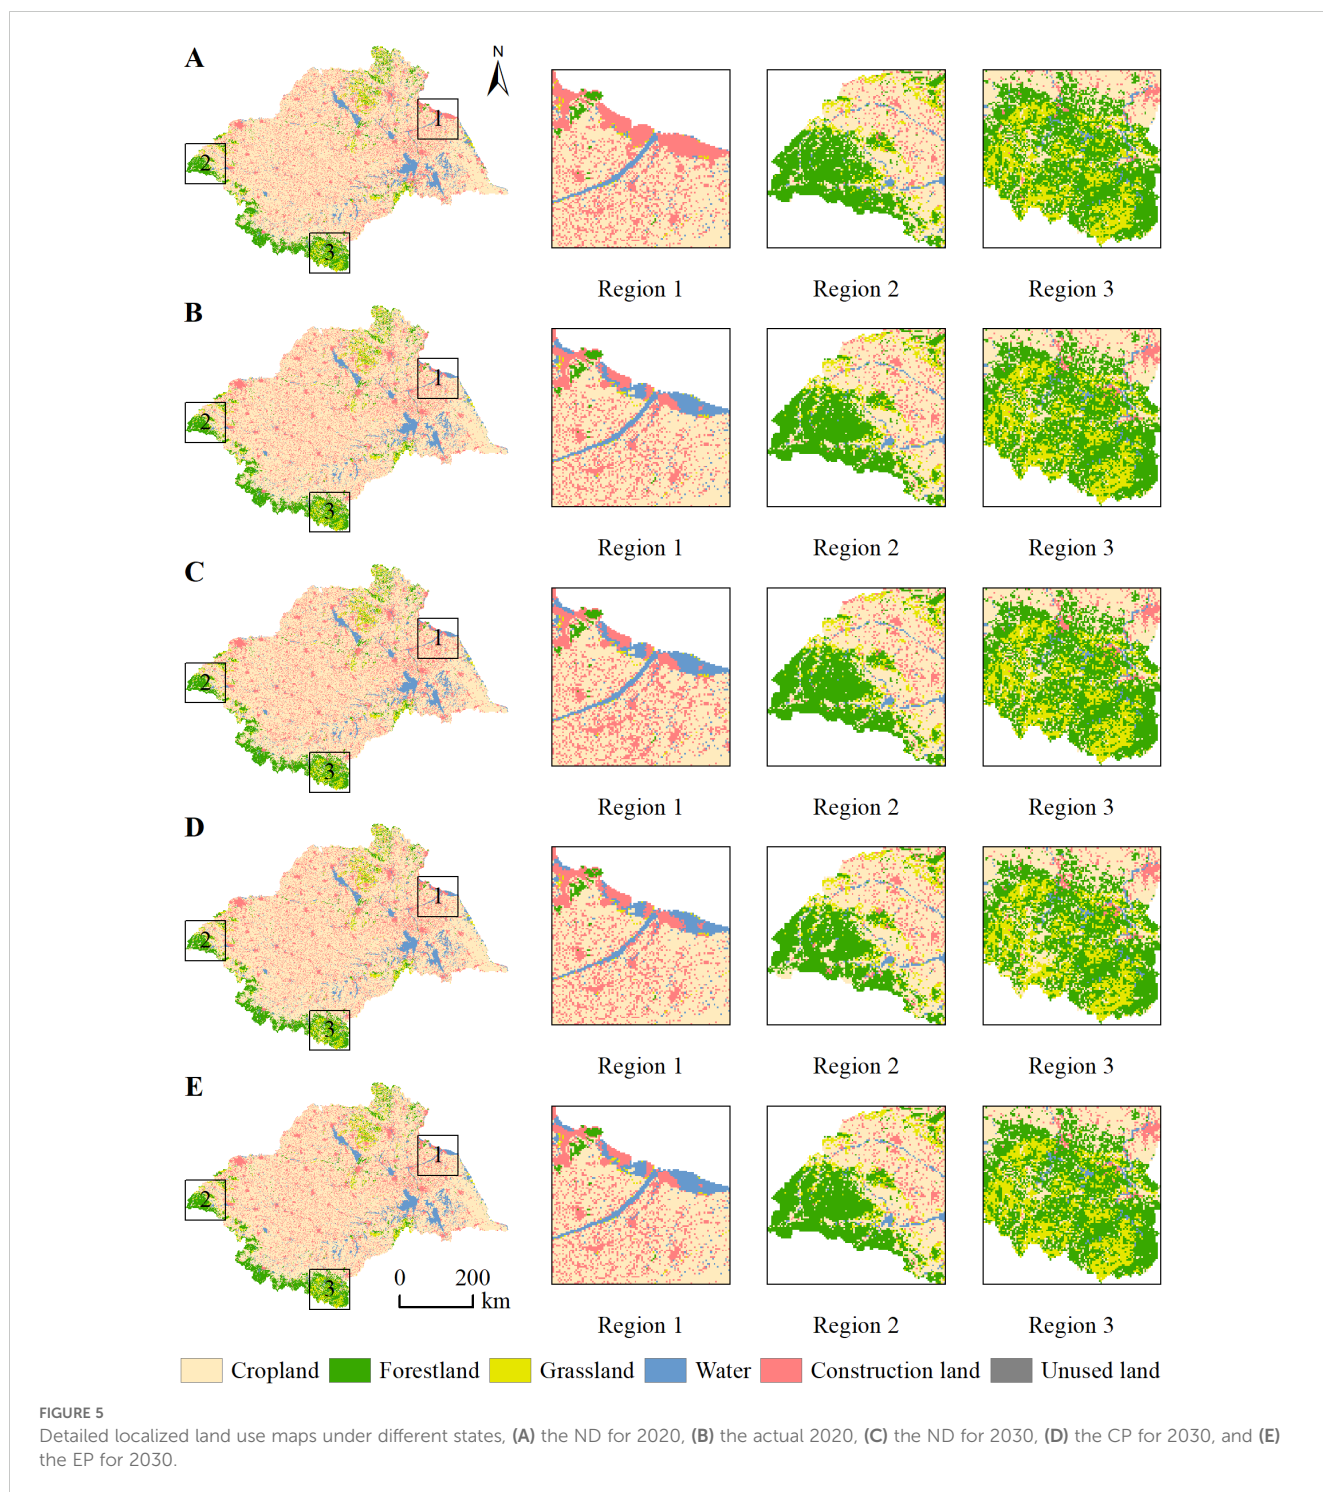 A
N
1
2
3
Region 1
Region 2
Region 3
B
1
2
3
Region 1
Region 2
Region 3
C
1
2
3
Region 1
Region 2
Region 3
D
1
2
3
Region 1
Region 2
Region 3
E
1
2
3
0 200
km
Region 1
Region 2
Region 3
Cropland Forestland Grassland Water Construction land Unused land
FIGURE 5
Detailed localized land use maps under different states, (A) the ND for 2020, (B) the actual 2020, (C) the ND for 2030, (D) the CP for 2030, and (E)
the EP for 2030.